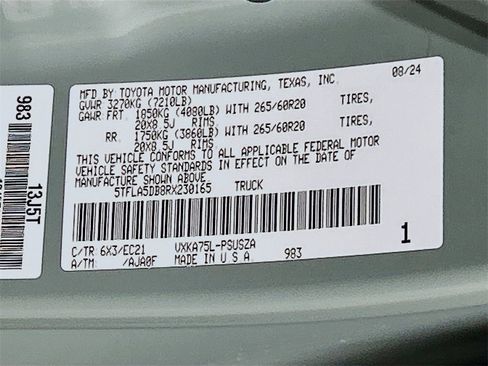 MFD BY TOYOTA MOTOR MANUFACTURING, TEXAS, INC. 08/24
GVWR 3270KG (7210LB)
GAWR FRT 1850KG (4080LB) WITH 265/60R20 TIRES,
20X8.5J RIMS
RR 1750KG (3860LB) WITH 265/60R20 TIRES,
20X8.5J RIMS
THIS VEHICLE CONFORMS TO ALL APPLICABLE FEDERAL MOTOR
VEHICLE SAFETY STANDARDS IN EFFECT ON THE DATE OF
MANUFACTURE SHOWN ABOVE.
5TFLA5DB8RX230165 TRUCK
C/TR 6X3/EC21 VXKA75L-PSUSZA
A/TM /AJA0F MADE IN U.S.A. 983
1
983
13J5T